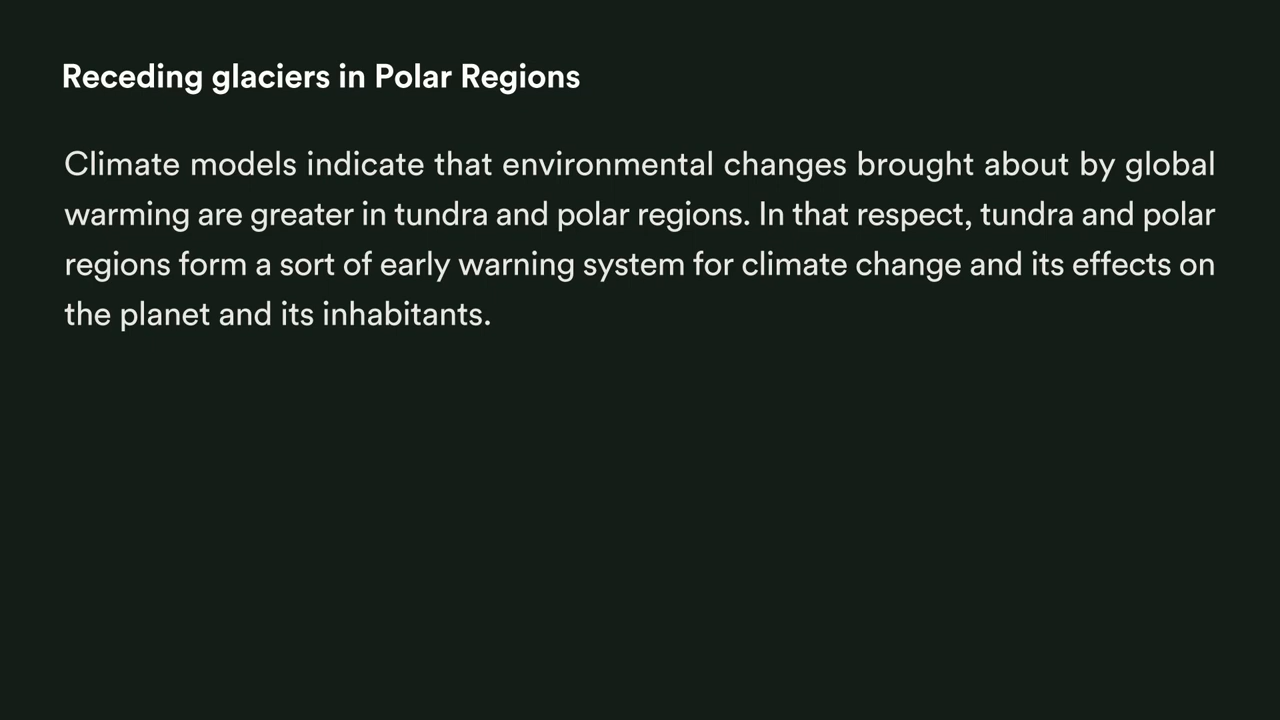 Receding glaciers in Polar Regions
Climate models indicate that environmental changes brought about by global
warming are greater in tundra and polar regions. In that respect, tundra and polar
regions form a sort of early warning system for climate change and its effects on
the planet and its inhabitants.